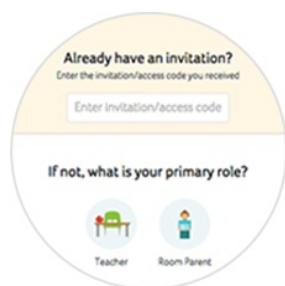 Already have an invitation?
Enter the invitation/access code you received
Enter invitation/access code
If not, what is your primary role?
Teacher Room Parent